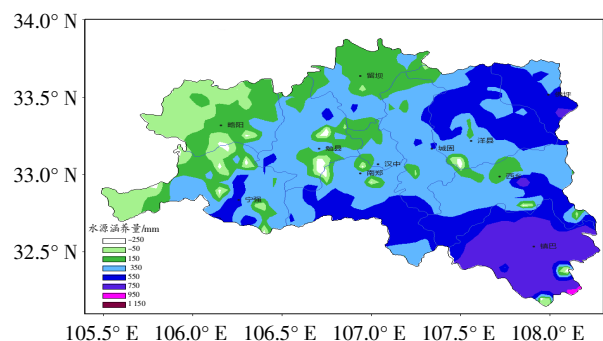 34.0° N
33.5° N
33.0° N
32.5° N
留坝
略阳
勉县
汉中
南郑
城固
洋县
宁强
镇巴
水源涵养量/mm
-250
-50
150
350
550
750
950
1 150
105.5° E 106.0° E 106.5° E 107.0° E 107.5° E 108.0° E